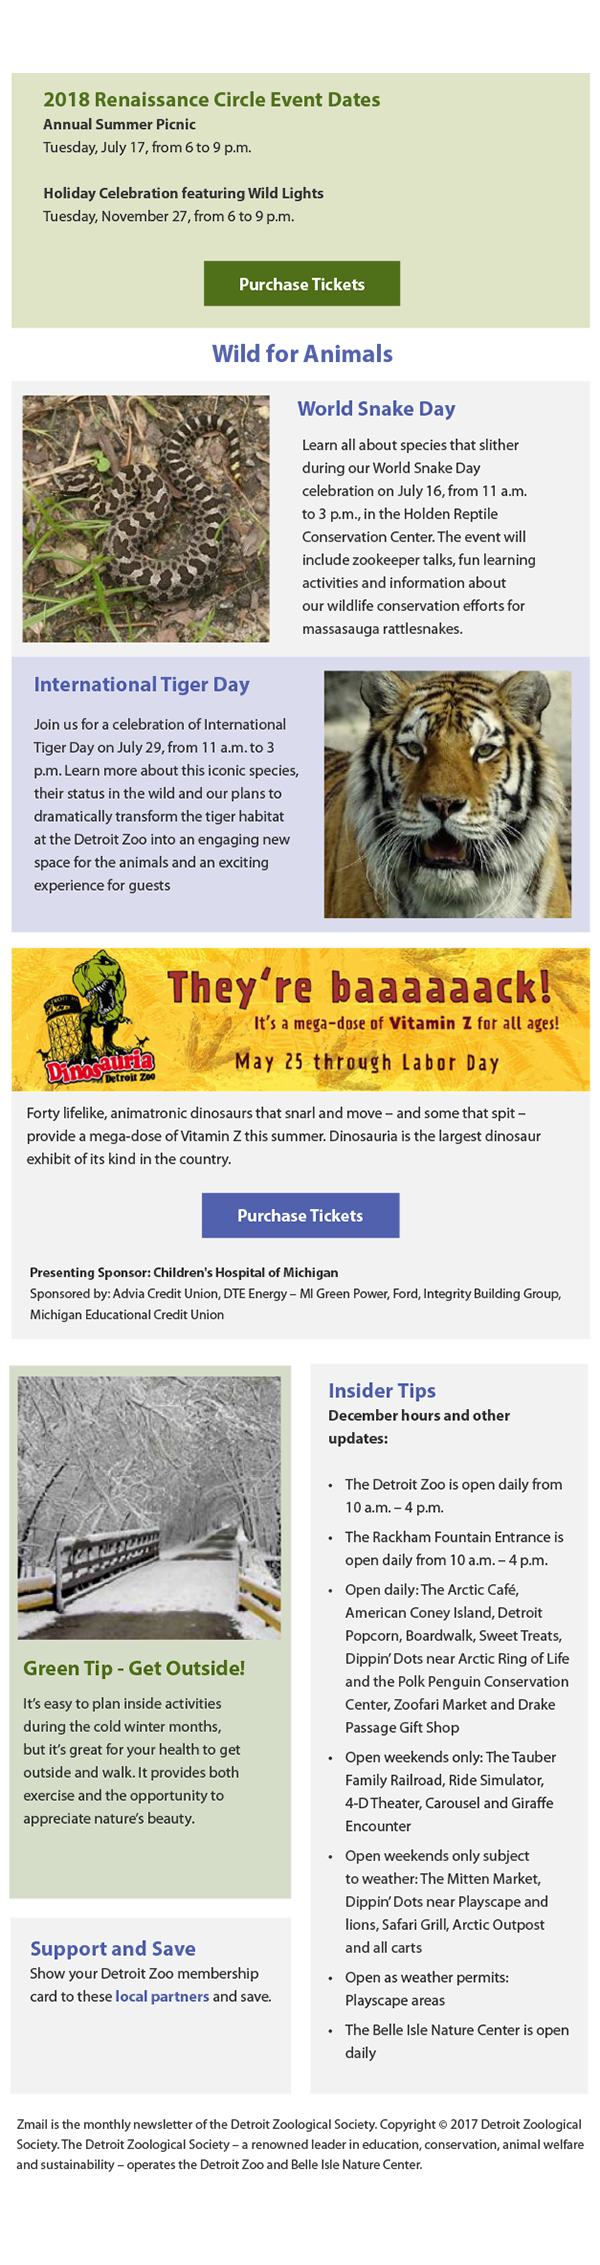 2018 Renaissance Circle Event Dates
Annual Summer Picnic
Tuesday, July 17, from 6 to 9 p.m.
Holiday Celebration featuring Wild Lights
Tuesday, November 27, from 6 to 9 p.m.
Purchase Tickets
Wild for Animals
World Snake Day
Learn all about species that slither
during our World Snake Day
celebration on July 16, from 11 a.m.
to 3 p.m., in the Holden Reptile
Conservation Center. The event will
include zookeeper talks, fun learning
activities and information about
our wildlife conservation efforts for
massasauga rattlesnakes.
International Tiger Day
Join us for a celebration of International
Tiger Day on July 29, from 11 a.m. to 3
p.m. Learn more about this iconic species,
their status in the wild and our plans to
dramatically transform the tiger habitat
at the Detroit Zoo into an engaging new
space for the animals and an exciting
experience for guests
They're baaaaaaack!
It's a mega-dose of Vitamin Z for all ages!
May 25 through Labor Day
Dinosauria
Detroit Zoo
Forty lifelike, animatronic dinosaurs that snarl and move – and some that spit –
provide a mega-dose of Vitamin Z this summer. Dinosauria is the largest dinosaur
exhibit of its kind in the country.
Purchase Tickets
Presenting Sponsor: Children's Hospital of Michigan
Sponsored by: Advia Credit Union, DTE Energy – MI Green Power, Ford, Integrity Building Group,
Michigan Educational Credit Union
Green Tip - Get Outside!
It's easy to plan inside activities
during the cold winter months,
but it's great for your health to get
outside and walk. It provides both
exercise and the opportunity to
appreciate nature's beauty.
Support and Save
Show your Detroit Zoo membership
card to these local partners and save.
Insider Tips
December hours and other
updates:
• The Detroit Zoo is open daily from
10 a.m. – 4 p.m.
• The Rackham Fountain Entrance is
open daily from 10 a.m. – 4 p.m.
• Open daily: The Arctic Café,
American Coney Island, Detroit
Popcorn, Boardwalk, Sweet Treats,
Dippin' Dots near Arctic Ring of Life
and the Polk Penguin Conservation
Center, Zoofari Market and Drake
Passage Gift Shop
• Open weekends only: The Tauber
Family Railroad, Ride Simulator,
4-D Theater, Carousel and Giraffe
Encounter
• Open weekends only subject
to weather: The Mitten Market,
Dippin' Dots near Playscape and
lions, Safari Grill, Arctic Outpost
and all carts
• Open as weather permits:
Playscape areas
• The Belle Isle Nature Center is open
daily
Zmail is the monthly newsletter of the Detroit Zoological Society. Copyright © 2017 Detroit Zoological
Society. The Detroit Zoological Society – a renowned leader in education, conservation, animal welfare
and sustainability – operates the Detroit Zoo and Belle Isle Nature Center.